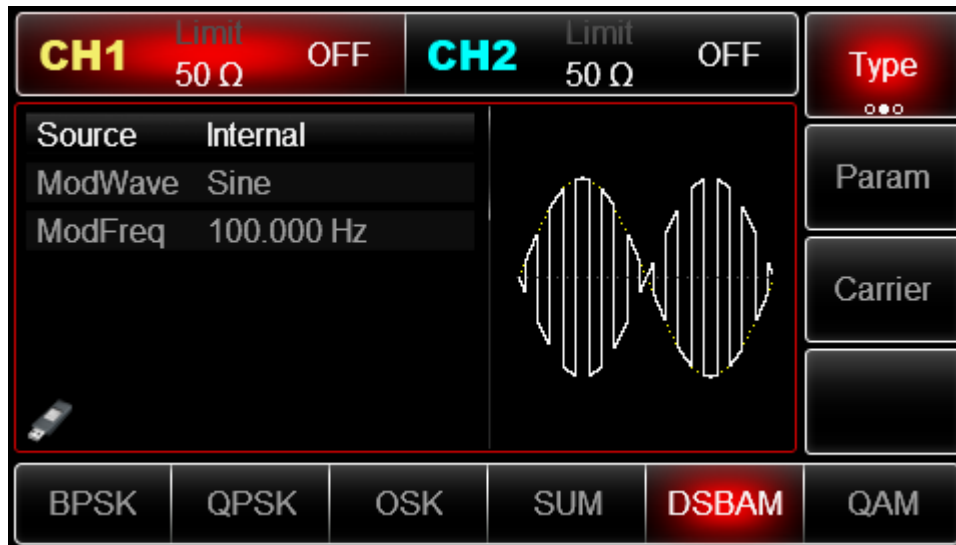 CH1 Limit 50 Ω OFF
CH2 Limit 50 Ω OFF
Type
Source Internal
ModWave Sine
ModFreq 100.000 Hz
Param
Carrier
BPSK QPSK OSK SUM DSBAM QAM